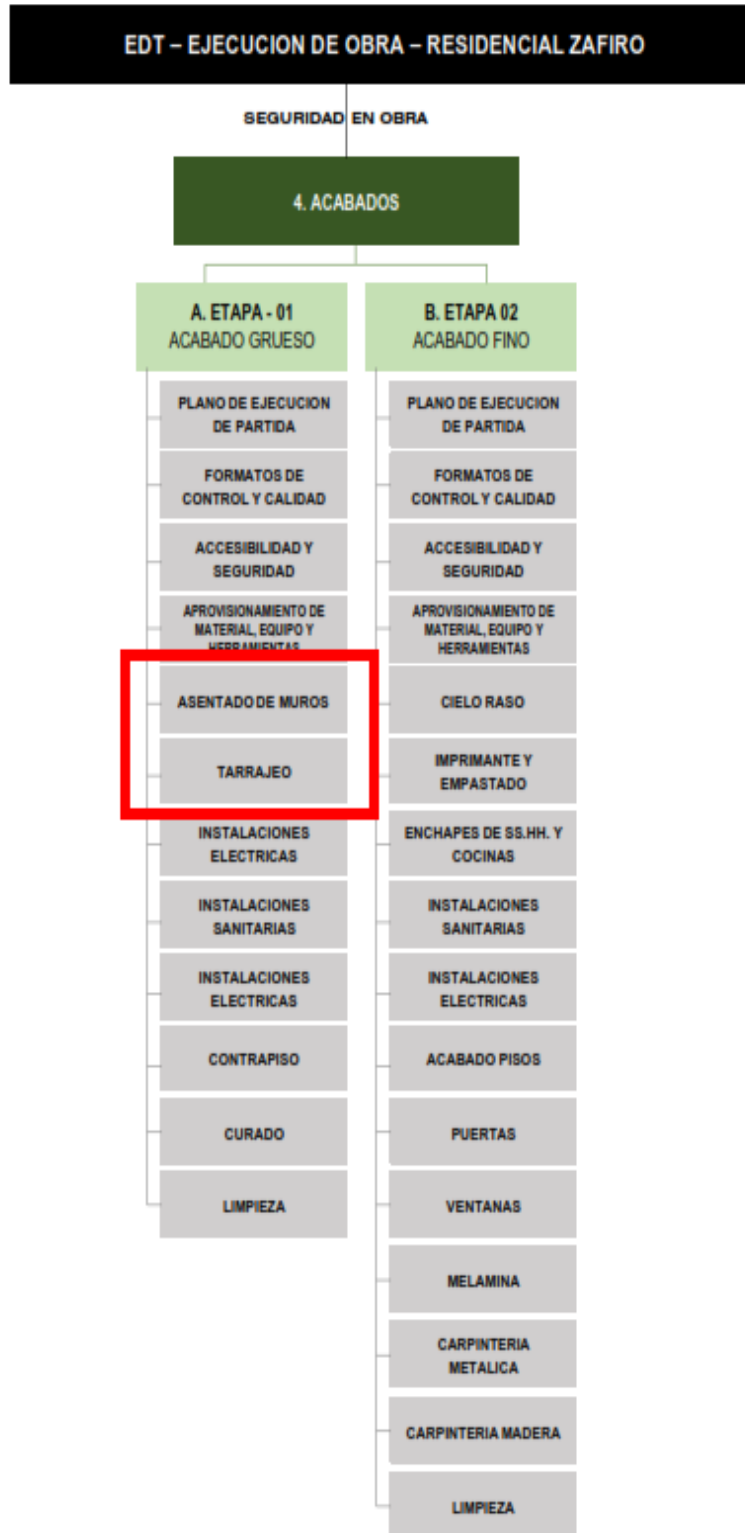 EDT – EJECUCION DE OBRA – RESIDENCIAL ZAFIRO
SEGURIDAD EN OBRA
4. ACABADOS
A. ETAPA - 01
ACABADO GRUESO
PLANO DE EJECUCION
DE PARTIDA
FORMATOS DE
CONTROL Y CALIDAD
ACCESIBILIDAD Y
SEGURIDAD
APROVISIONAMIENTO DE
MATERIAL, EQUIPO Y
HERRAMIENTAS
ASENTADO DE MUROS
TARRAJEO
INSTALACIONES
ELECTRICAS
INSTALACIONES
SANITARIAS
INSTALACIONES
ELECTRICAS
CONTRAPISO
CURADO
LIMPIEZA
B. ETAPA 02
ACABADO FINO
PLANO DE EJECUCION
DE PARTIDA
FORMATOS DE
CONTROL Y CALIDAD
ACCESIBILIDAD Y
SEGURIDAD
APROVISIONAMIENTO DE
MATERIAL, EQUIPO Y
HERRAMIENTAS
CIELO RASO
IMPRIMANTE Y
EMPASTADO
ENCHAPES DE SS.HH. Y
COCINAS
INSTALACIONES
SANITARIAS
INSTALACIONES
ELECTRICAS
ACABADO PISOS
PUERTAS
VENTANAS
MELAMINA
CARPINTERIA
METALICA
CARPINTERIA MADERA
LIMPIEZA